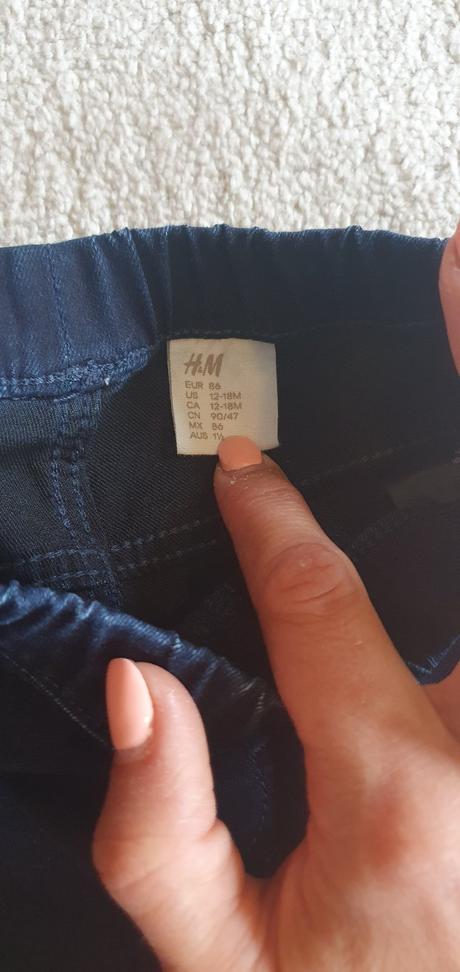 H&M
EUR 86
US 12-18M
CA 12-18M
CN 90/47
MX 86
AUS 1½